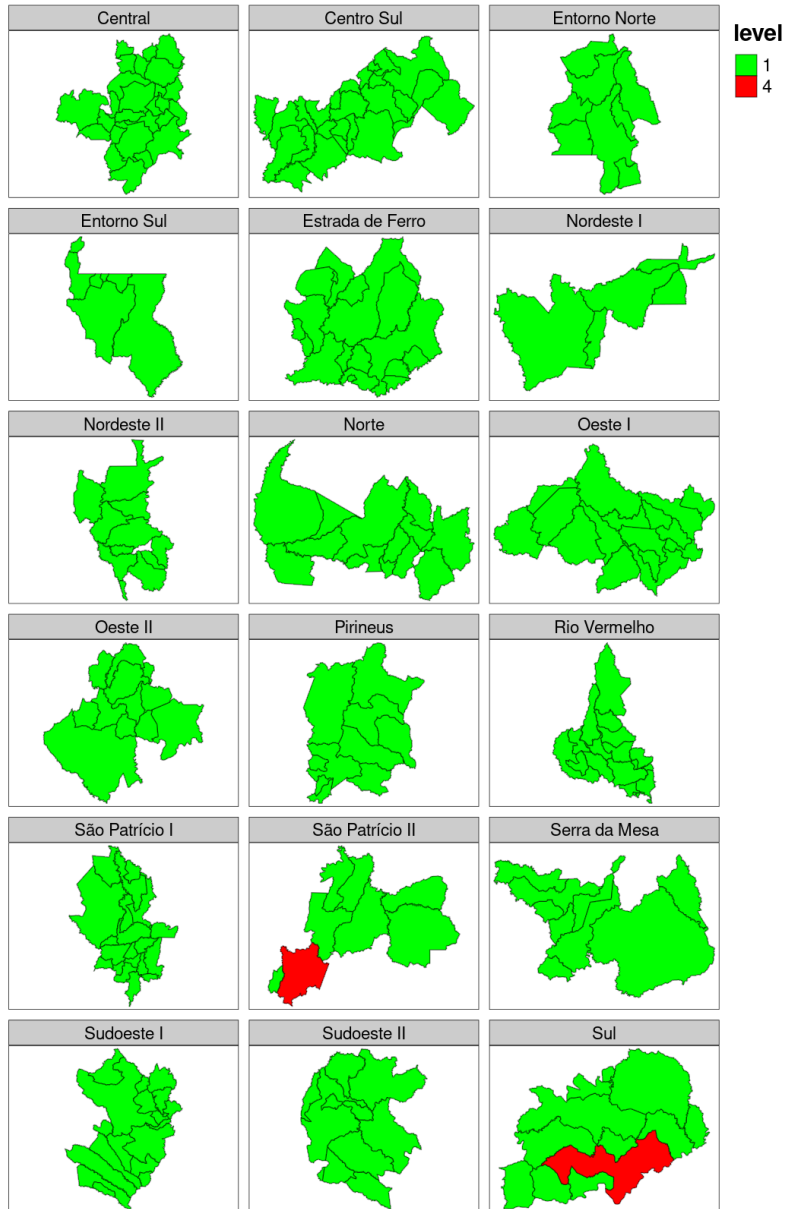 Central
Centro Sul
Entorno Norte
level
1
4
Entorno Sul
Estrada de Ferro
Nordeste I
Nordeste II
Norte
Oeste I
Oeste II
Pirineus
Rio Vermelho
São Patrício I
São Patrício II
Serra da Mesa
Sudoeste I
Sudoeste II
Sul